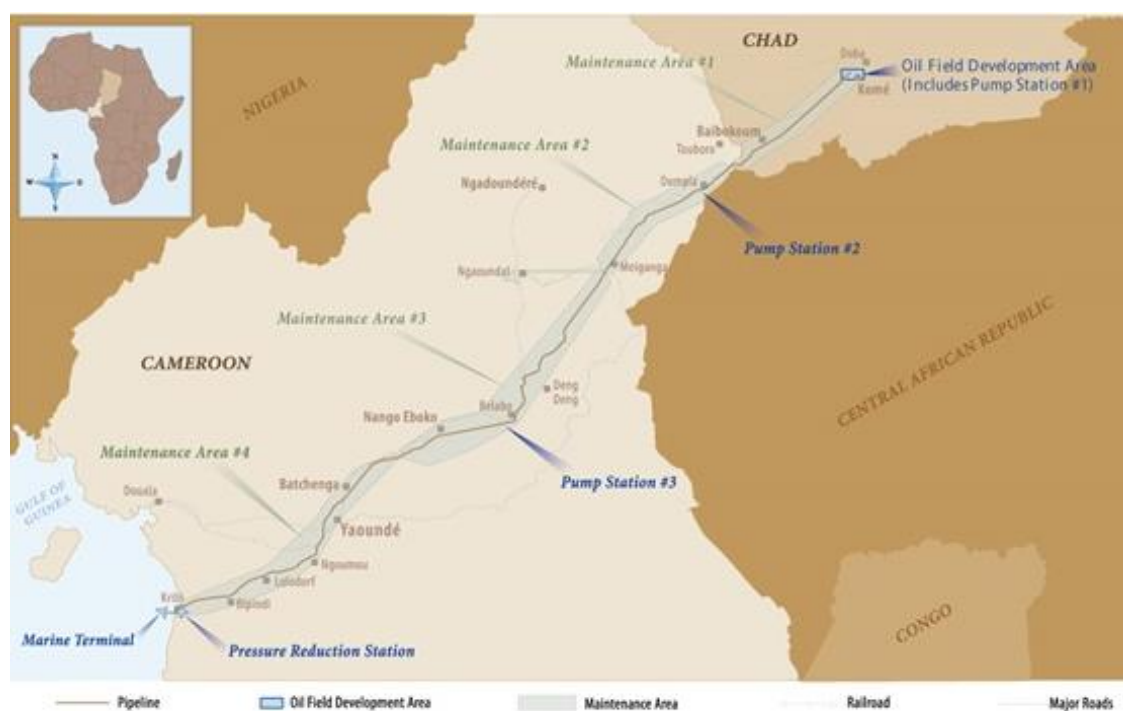 CHAD
Maintenance Area #1
Doba
Oil Field Development Area
(Includes Pump Station #1)
Komé
NIGERIA
N
W
S
Baibokoum
Touboro
Maintenance Area #2
Dompla
Ngadoundéré
Pump Station #2
Ngaoundal
Meiganga
Maintenance Area #3
CENTRAL AFRICAN REPUBLIC
CAMEROON
Deng
Deng
Belabo
Nango Eboko
Maintenance Area #4
Pump Station #3
Batchenga
Douala
GULF OF
GUINEA
Yaoundé
Ngoumou
Lolodorf
Kribi
Bipindi
CONGO
Marine Terminal
Pressure Reduction Station
Pipeline
Oil Field Development Area
Maintenance Area
Railroad
Major Roads